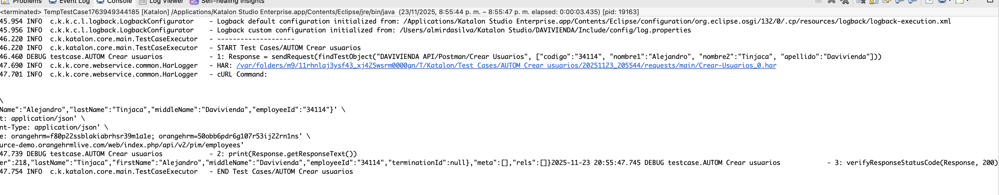 Problems Event Log Console Log Viewer Self-healing Insights
<terminated> TempTestCase1763949344185 [Katalon] /Applications/Katalon Studio Enterprise.app/Contents/Eclipse/jre/bin/java (23/11/2025, 8:55:44 p. m. – 8:55:47 p. m. elapsed: 0:00:03.435) [pid: 19163]
45.954 INFO c.k.k.c.l.logback.LogbackConfigurator - Logback default configuration initialized from: /Applications/Katalon Studio Enterprise.app/Contents/Eclipse/configuration/org.eclipse.osgi/132/0/.cp/resources/logback/logback-execution.xml
45.956 INFO c.k.k.c.l.logback.LogbackConfigurator - Logback custom configuration initialized from: /Users/almirdasilva/Katalon Studio/DAVIVIENDA/Include/config/log.properties
46.220 INFO c.k.katalon.core.main.TestCaseExecutor - --------------------
46.220 INFO c.k.katalon.core.main.TestCaseExecutor - START Test Cases/AUTOM Crear usuarios
46.460 DEBUG testcase.AUTOM Crear usuarios - 1: Response = sendRequest(findTestObject("DAVIVIENDA API/Postman/Crear Usuarios", ["codigo":"34114", "nombre1":"Alejandro", "nombre2":"Tinjaca", "apellido":"Davivienda"]))
47.690 INFO c.k.k.core.webservice.common.HarLogger - HAR: /var/folders/m9/11rhnlqj3ysf43_xj425wsrm0000gn/T/Katalon/Test Cases/AUTOM Crear usuarios/20251123_205544/requests/main/Crear-Usuarios_0.har
47.701 INFO c.k.k.core.webservice.common.HarLogger - cURL Command:
\
Name":"Alejandro","lastName":"Tinjaca","middleName":"Davivienda","employeeId":"34114"}' \
t: application/json' \
nt-Type: application/json' \
e: orangehrm=f80p22ssblakiabrhsr39m1a1e; orangehrm=50obb6pdr6g107r53ij22rn1ns' \
urce-demo.orangehrmlive.com/web/index.php/api/v2/pim/employees'
47.739 DEBUG testcase.AUTOM Crear usuarios - 2: print(Response.getResponseText())
er":218,"lastName":"Tinjaca","firstName":"Alejandro","middleName":"Davivienda","employeeId":"34114","terminationId":null},"meta":[],"rels":[]}2025-11-23 20:55:47.745 DEBUG testcase.AUTOM Crear usuarios - 3: verifyResponseStatusCode(Response, 200)
47.754 INFO c.k.katalon.core.main.TestCaseExecutor - END Test Cases/AUTOM Crear usuarios